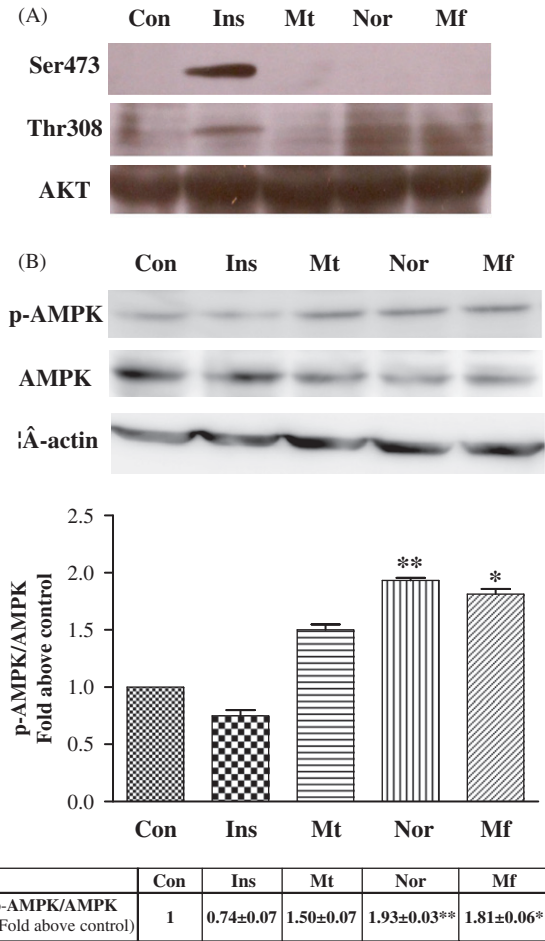 (A)
Con Ins Mt Nor Mf
Ser473
Thr308
AKT
(B)
Con Ins Mt Nor Mf
p-AMPK
AMPK
¦Â-actin
p-AMPK/AMPK
Fold above control
2.5
2.0
1.5
1.0
0.5
0.0
**
*
Con Ins Mt Nor Mf
Con Ins Mt Nor Mf
-AMPK/AMPK
Fold above control)
1 0.74±0.07 1.50±0.07 1.93±0.03** 1.81±0.06*